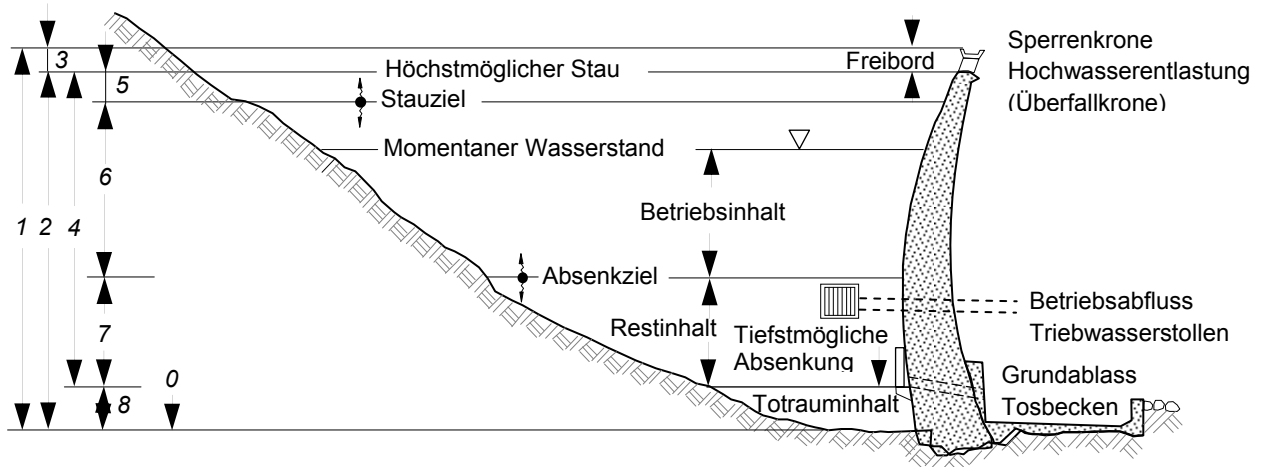 Sperrenkrone
3
Freibord
Hochwasserentlastung
Höchstmöglicher Stau
5
Stauziel
(Überfallkrone)
Momentaner Wasserstand
6
Betriebsinhalt
1 2 4
Absenkziel
Betriebsabfluss
Restinhalt
Tiefstmögliche
Triebwasserstollen
7
Absenkung
0
Grundablass
8
Totrauminhalt
Tosbecken